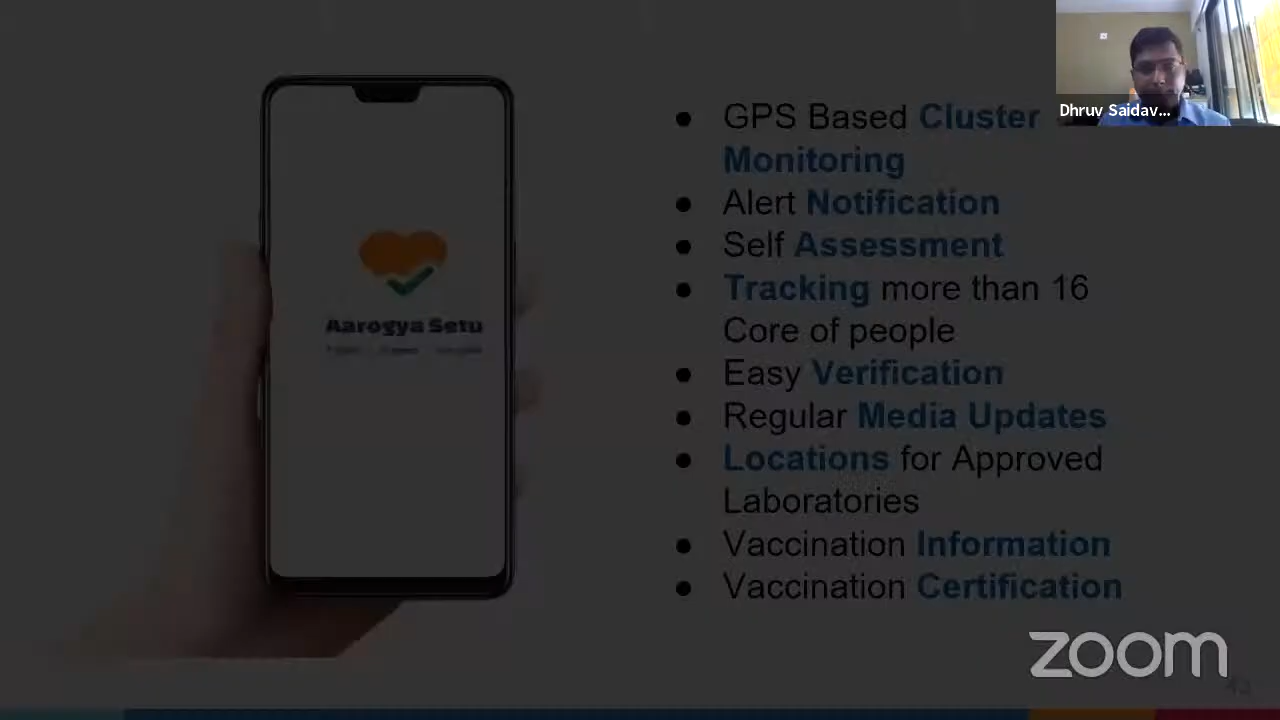 Dhruv Saidav...
GPS Based Cluster
Monitoring
Alert Notification
Self Assessment
Tracking more than 16
Core of people
Easy Verification
Regular Media Updates
Locations for Approved
Laboratories
Vaccination Information
Vaccination Certification
Aarogya Setu
zoom